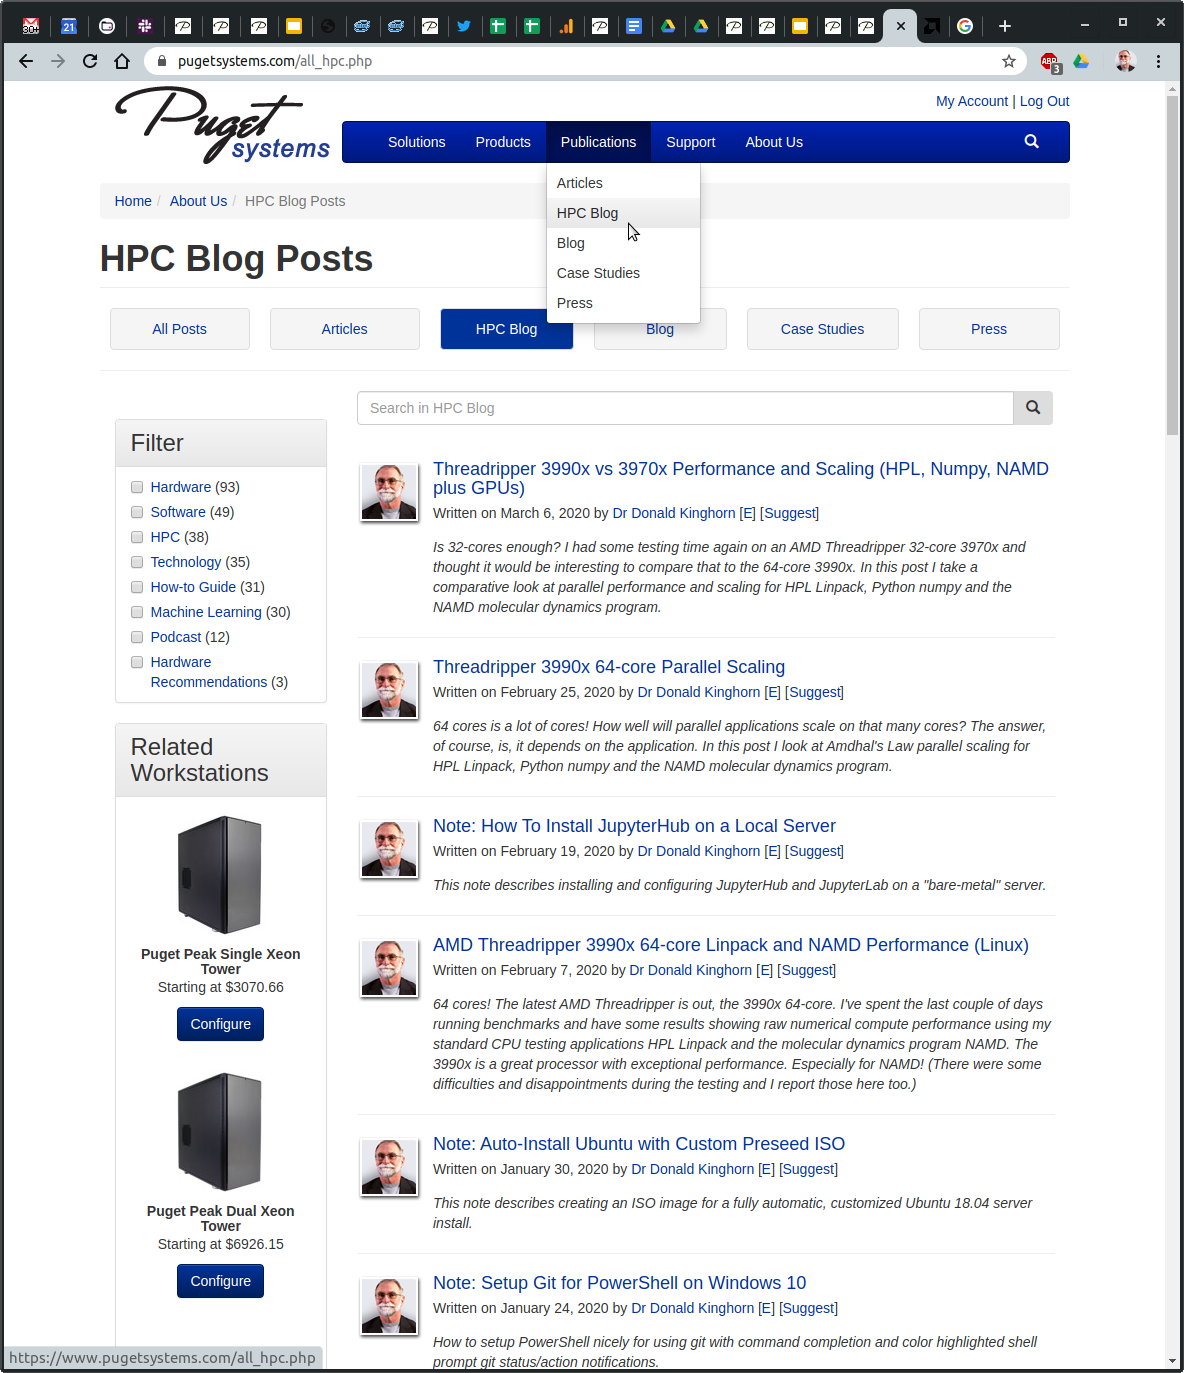 30+
21
pugetsystems.com/all_hpc.php
ABP
3
My Account | Log Out
Puget
systems
Solutions
Products
Publications
Support
About Us
Articles
HPC Blog
Blog
Case Studies
Press
Home / About Us / HPC Blog Posts
HPC Blog Posts
All Posts
Articles
HPC Blog
Blog
Case Studies
Press
Search in HPC Blog
Filter
Hardware (93)
Software (49)
HPC (38)
Technology (35)
How-to Guide (31)
Machine Learning (30)
Podcast (12)
Hardware
Recommendations (3)
Related
Workstations
Puget Peak Single Xeon
Tower
Starting at $3070.66
Configure
Puget Peak Dual Xeon
Tower
Starting at $6926.15
Configure
Threadripper 3990x vs 3970x Performance and Scaling (HPL, Numpy, NAMD
plus GPUs)
Written on March 6, 2020 by Dr Donald Kinghorn [E] [Suggest]
Is 32-cores enough? I had some testing time again on an AMD Threadripper 32-core 3970x and
thought it would be interesting to compare that to the 64-core 3990x. In this post I take a
comparative look at parallel performance and scaling for HPL Linpack, Python numpy and the
NAMD molecular dynamics program.
Threadripper 3990x 64-core Parallel Scaling
Written on February 25, 2020 by Dr Donald Kinghorn [E] [Suggest]
64 cores is a lot of cores! How well will parallel applications scale on that many cores? The answer,
of course, is, it depends on the application. In this post I look at Amdhal's Law parallel scaling for
HPL Linpack, Python numpy and the NAMD molecular dynamics program.
Note: How To Install JupyterHub on a Local Server
Written on February 19, 2020 by Dr Donald Kinghorn [E] [Suggest]
This note describes installing and configuring JupyterHub and JupyterLab on a "bare-metal" server.
AMD Threadripper 3990x 64-core Linpack and NAMD Performance (Linux)
Written on February 7, 2020 by Dr Donald Kinghorn [E] [Suggest]
64 cores! The latest AMD Threadripper is out, the 3990x 64-core. I've spent the last couple of days
running benchmarks and have some results showing raw numerical compute performance using my
standard CPU testing applications HPL Linpack and the molecular dynamics program NAMD. The
3990x is a great processor with exceptional performance. Especially for NAMD! (There were some
difficulties and disappointments during the testing and I report those here too.)
Note: Auto-Install Ubuntu with Custom Preseed ISO
Written on January 30, 2020 by Dr Donald Kinghorn [E] [Suggest]
This note describes creating an ISO image for a fully automatic, customized Ubuntu 18.04 server
install.
Note: Setup Git for PowerShell on Windows 10
Written on January 24, 2020 by Dr Donald Kinghorn [E] [Suggest]
How to setup PowerShell nicely for using git with command completion and color highlighted shell
prompt git status/action notifications.
https://www.pugetsystems.com/all_hpc.php